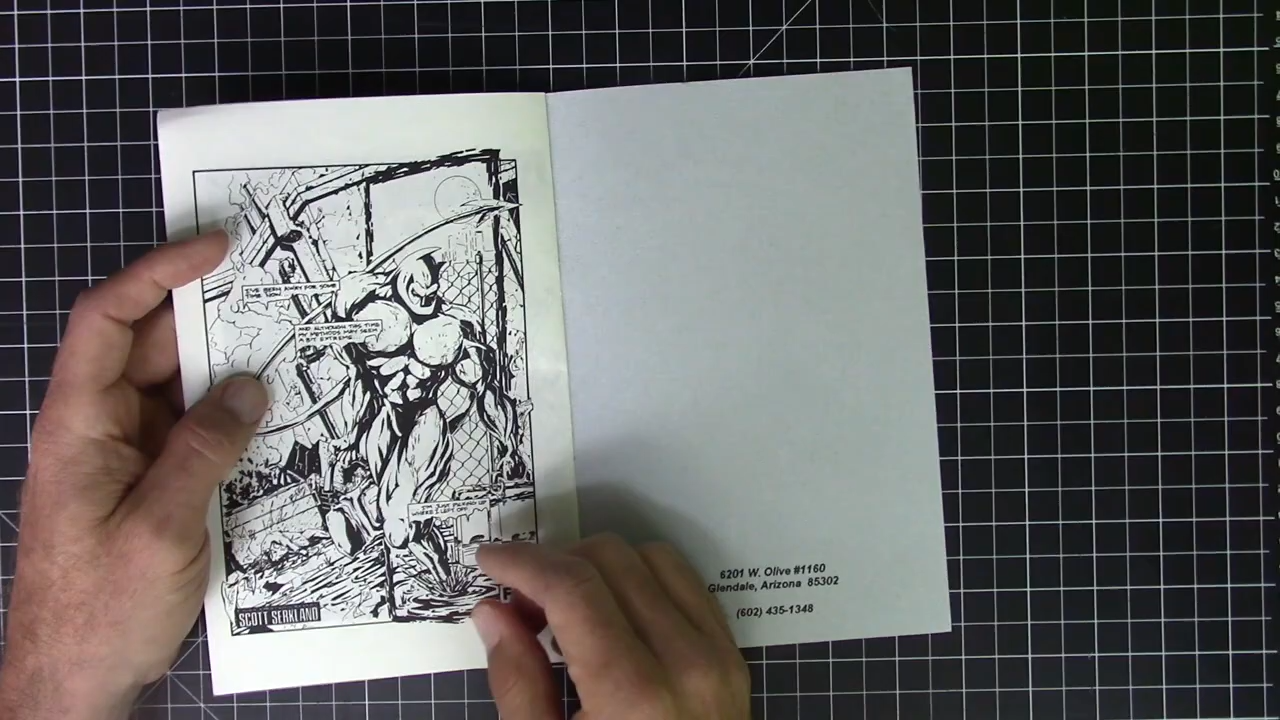 I'VE BEEN AWAY FOR SOME
TIME NOW
AND ALTHOUGH THIS TIME
MY METHODS MAY SEEM
A BIT EXTREME
I'M JUST PICKING UP
WHERE I LEFT OFF
SCOTT SERKLAND
6201 W. Olive #1160
Glendale, Arizona 85302
(602) 435-1348